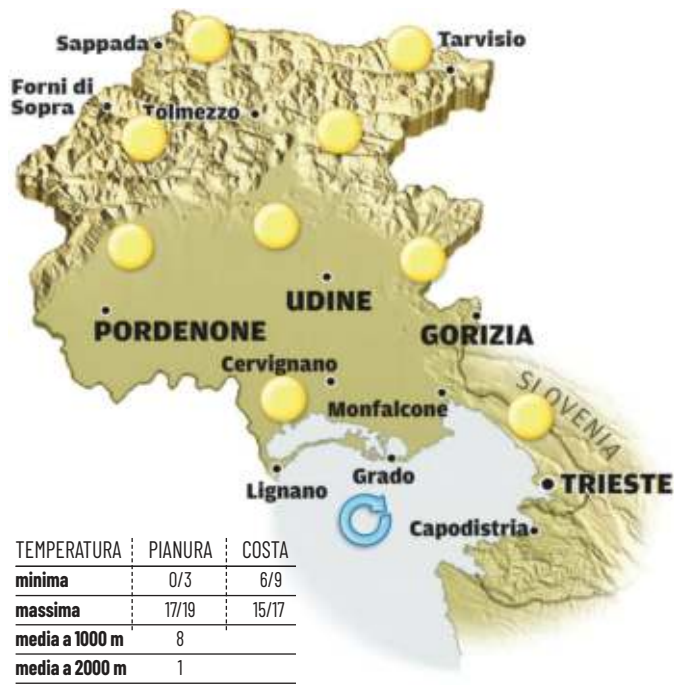 Sappada
Tarvisio
Forni di
Sopra
Tolmezzo
UDINE
PORDENONE
GORIZIA
Cervignano
SLOVENIA
Monfalcone
Lignano
Grado
TRIESTE
Capodistria
TEMPERATURA PIANURA COSTA
minima 0/3 6/9
massima 17/19 15/17
media a 1000 m 8
media a 2000 m 1